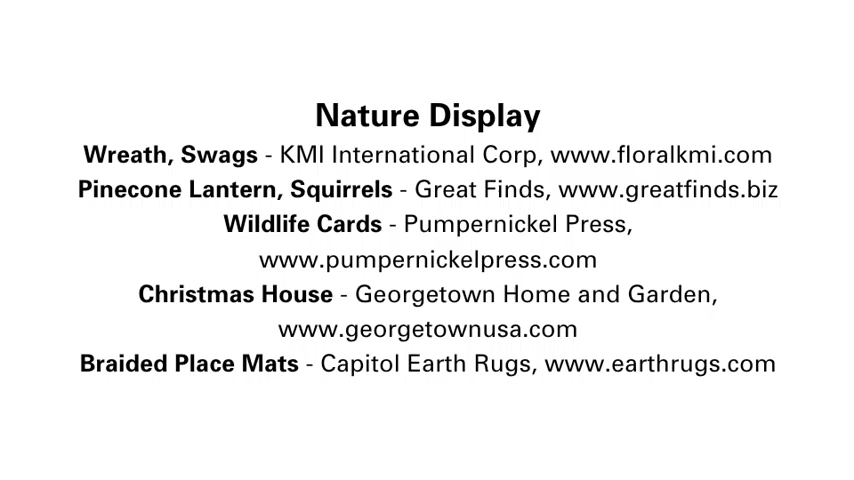 Nature Display
Wreath, Swags - KMI International Corp, www.floralkmi.com
Pinecone Lantern, Squirrels - Great Finds, www.greatfinds.biz
Wildlife Cards - Pumpernickel Press,
www.pumpernickelpress.com
Christmas House - Georgetown Home and Garden,
www.georgetownusa.com
Braided Place Mats - Capitol Earth Rugs, www.earthrugs.com